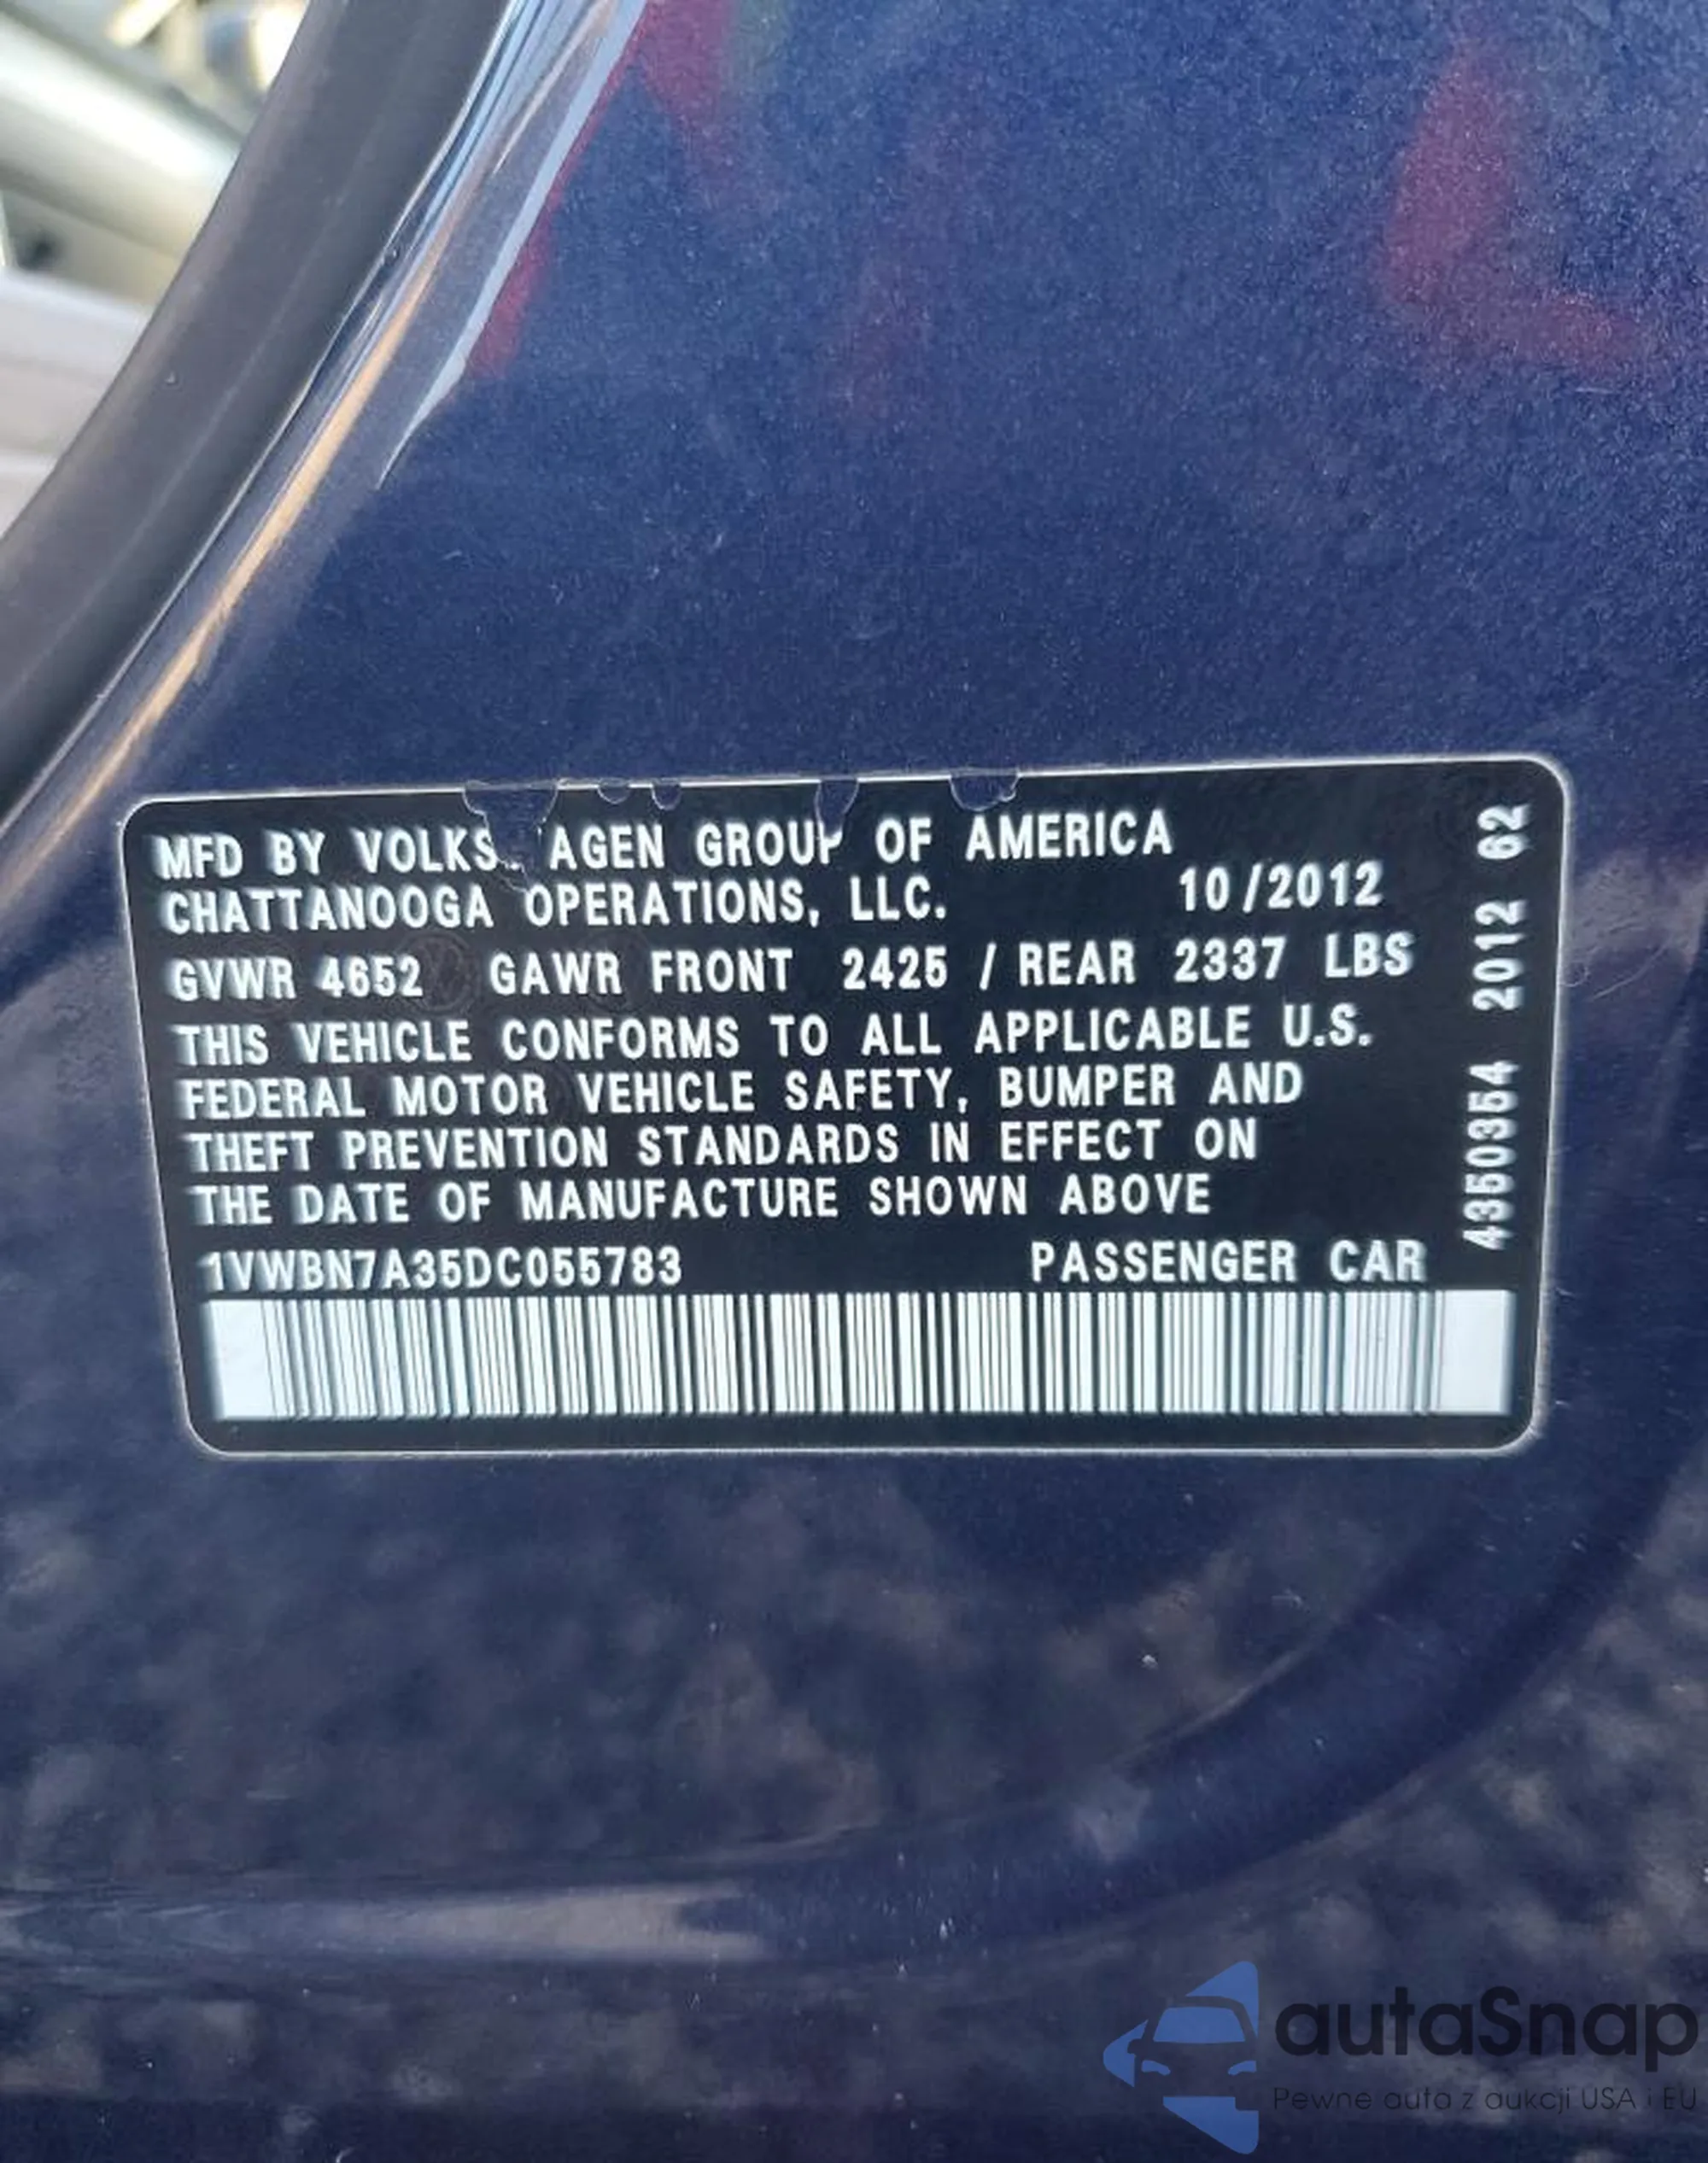 MFD BY VOLKS AGEN GROUP OF AMERICA
CHATTANOOGA OPERATIONS, LLC. 10/2012
GVWR 4652 GAWR FRONT 2425 / REAR 2337 LBS
THIS VEHICLE CONFORMS TO ALL APPLICABLE U.S.
FEDERAL MOTOR VEHICLE SAFETY, BUMPER AND
THEFT PREVENTION STANDARDS IN EFFECT ON
THE DATE OF MANUFACTURE SHOWN ABOVE
1VWBN7A35DC055783 PASSENGER CAR
4350354 2012 62
autaSnap
Pewne auta z aukcji USA i EU